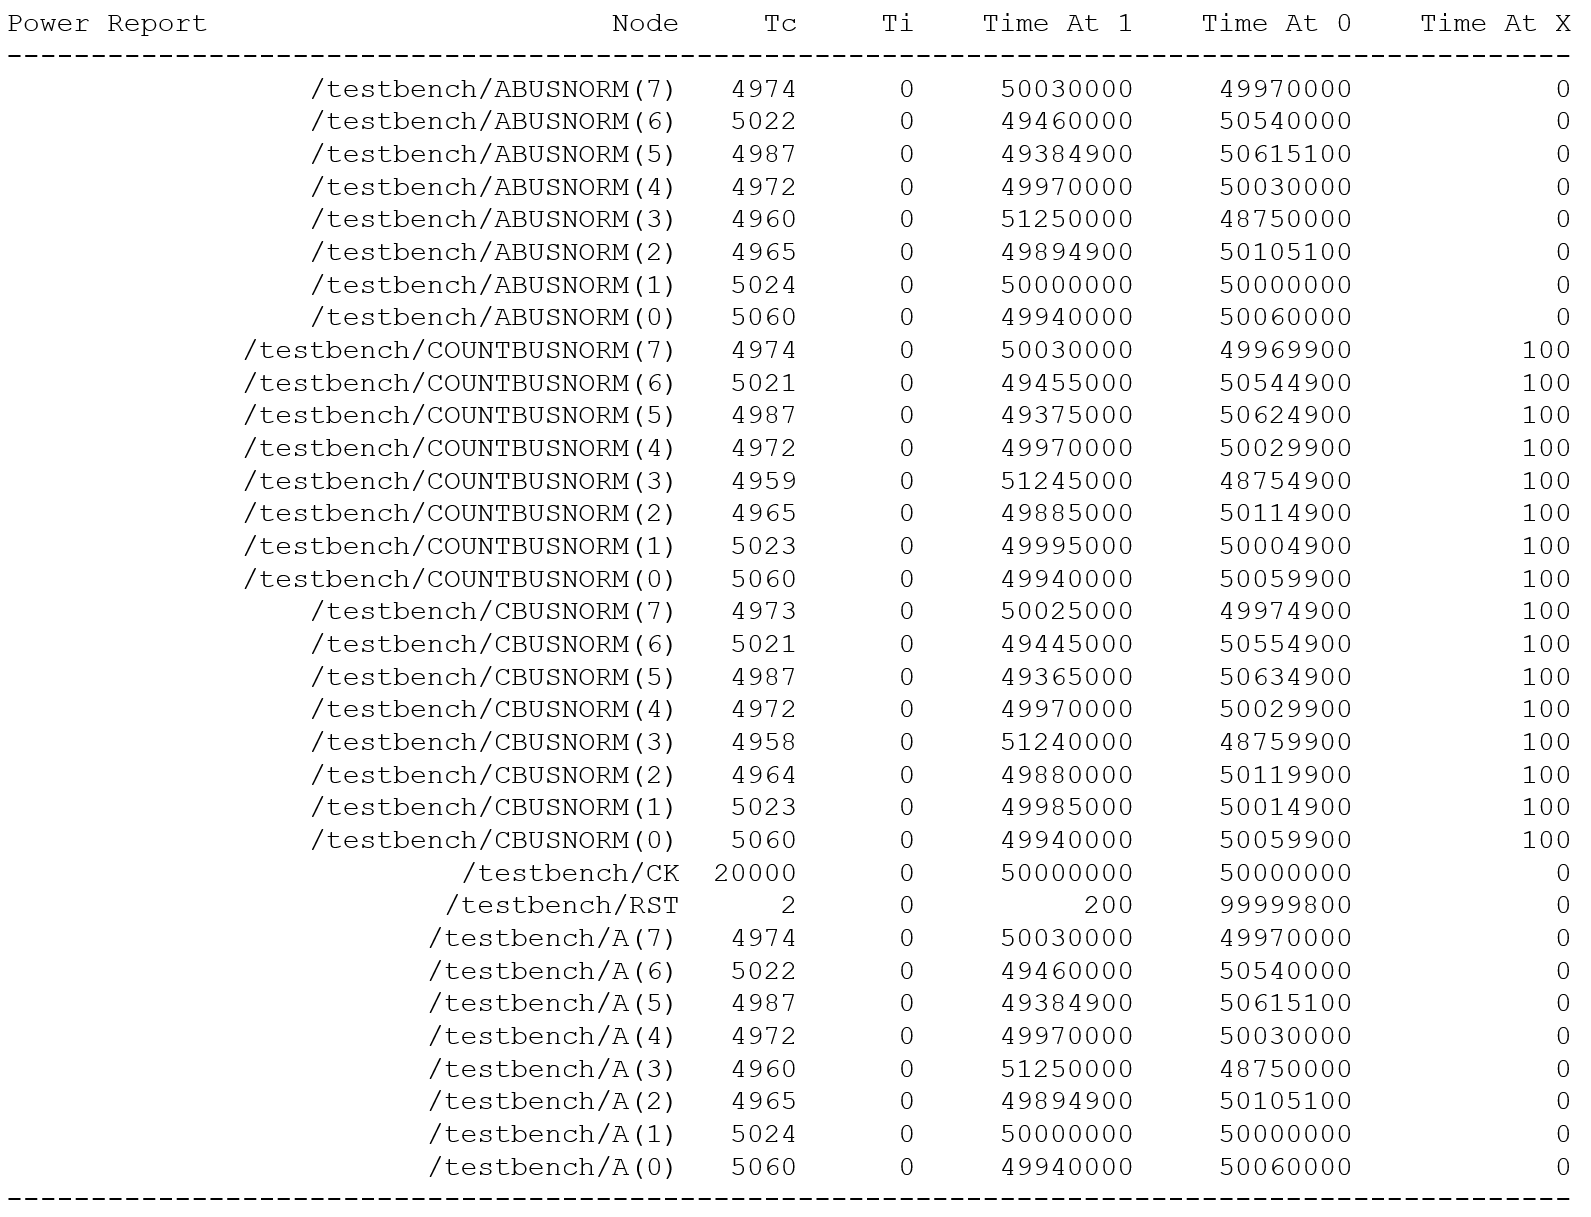 Power Report Node Tc Ti Time At 1 Time At 0 Time At X
---------------------------------------------------------------------------------------------
/testbench/ABUSNORM(7) 4974 0 50030000 49970000 0
/testbench/ABUSNORM(6) 5022 0 49460000 50540000 0
/testbench/ABUSNORM(5) 4987 0 49384900 50615100 0
/testbench/ABUSNORM(4) 4972 0 49970000 50030000 0
/testbench/ABUSNORM(3) 4960 0 51250000 48750000 0
/testbench/ABUSNORM(2) 4965 0 49894900 50105100 0
/testbench/ABUSNORM(1) 5024 0 50000000 50000000 0
/testbench/ABUSNORM(0) 5060 0 49940000 50060000 0
/testbench/COUNTBUSNORM(7) 4974 0 50030000 49969900 100
/testbench/COUNTBUSNORM(6) 5021 0 49455000 50544900 100
/testbench/COUNTBUSNORM(5) 4987 0 49375000 50624900 100
/testbench/COUNTBUSNORM(4) 4972 0 49970000 50029900 100
/testbench/COUNTBUSNORM(3) 4959 0 51245000 48754900 100
/testbench/COUNTBUSNORM(2) 4965 0 49885000 50114900 100
/testbench/COUNTBUSNORM(1) 5023 0 49995000 50004900 100
/testbench/COUNTBUSNORM(0) 5060 0 49940000 50059900 100
/testbench/CBUSNORM(7) 4973 0 50025000 49974900 100
/testbench/CBUSNORM(6) 5021 0 49445000 50554900 100
/testbench/CBUSNORM(5) 4987 0 49365000 50634900 100
/testbench/CBUSNORM(4) 4972 0 49970000 50029900 100
/testbench/CBUSNORM(3) 4958 0 51240000 48759900 100
/testbench/CBUSNORM(2) 4964 0 49880000 50119900 100
/testbench/CBUSNORM(1) 5023 0 49985000 50014900 100
/testbench/CBUSNORM(0) 5060 0 49940000 50059900 100
/testbench/CK 20000 0 50000000 50000000 0
/testbench/RST 2 0 200 99999800 0
/testbench/A(7) 4974 0 50030000 49970000 0
/testbench/A(6) 5022 0 49460000 50540000 0
/testbench/A(5) 4987 0 49384900 50615100 0
/testbench/A(4) 4972 0 49970000 50030000 0
/testbench/A(3) 4960 0 51250000 48750000 0
/testbench/A(2) 4965 0 49894900 50105100 0
/testbench/A(1) 5024 0 50000000 50000000 0
/testbench/A(0) 5060 0 49940000 50060000 0
---------------------------------------------------------------------------------------------